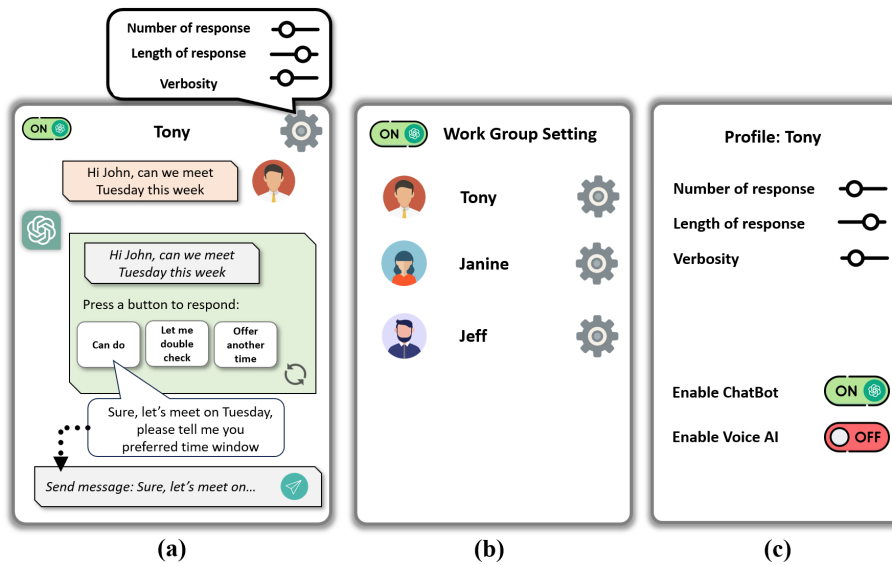 Number of response
Length of response
Verbosity
ON
Tony
Hi John, can we meet
Tuesday this week
Hi John, can we meet
Tuesday this week
Press a button to respond:
Can do
Let me
double
check
Offer
another
time
Sure, let's meet on Tuesday,
please tell me you
preferred time window
Send message: Sure, let's meet on...
(a)
ON
Work Group Setting
Tony
Janine
Jeff
(b)
Profile: Tony
Number of response
Length of response
Verbosity
Enable ChatBot
ON
Enable Voice AI
OFF
(c)